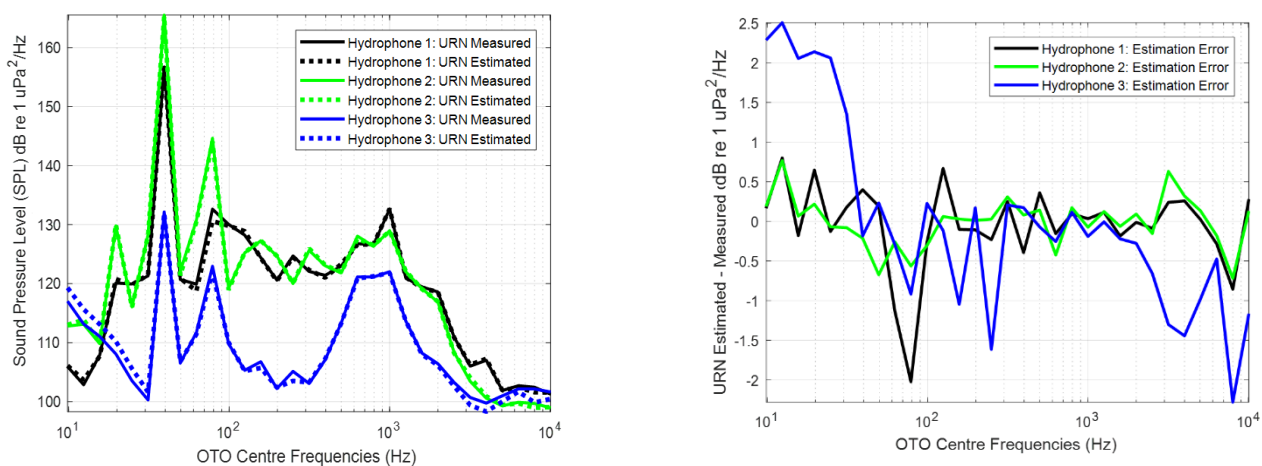 Sound Pressure Level (SPL) dB re 1 uPa²/Hz
160
150
140
130
120
110
100
Hydrophone 1: URN Measured
Hydrophone 1: URN Estimated
Hydrophone 2: URN Measured
Hydrophone 2: URN Estimated
Hydrophone 3: URN Measured
Hydrophone 3: URN Estimated
10¹ 10² 10³ 10⁴
OTO Centre Frequencies (Hz)
URN Estimated - Measured (dB re 1 uPa²/Hz
2.5
2
1.5
1
0.5
0
-0.5
-1
-1.5
-2
Hydrophone 1: Estimation Error
Hydrophone 2: Estimation Error
Hydrophone 3: Estimation Error
10¹ 10² 10³ 10⁴
OTO Centre Frequencies (Hz)